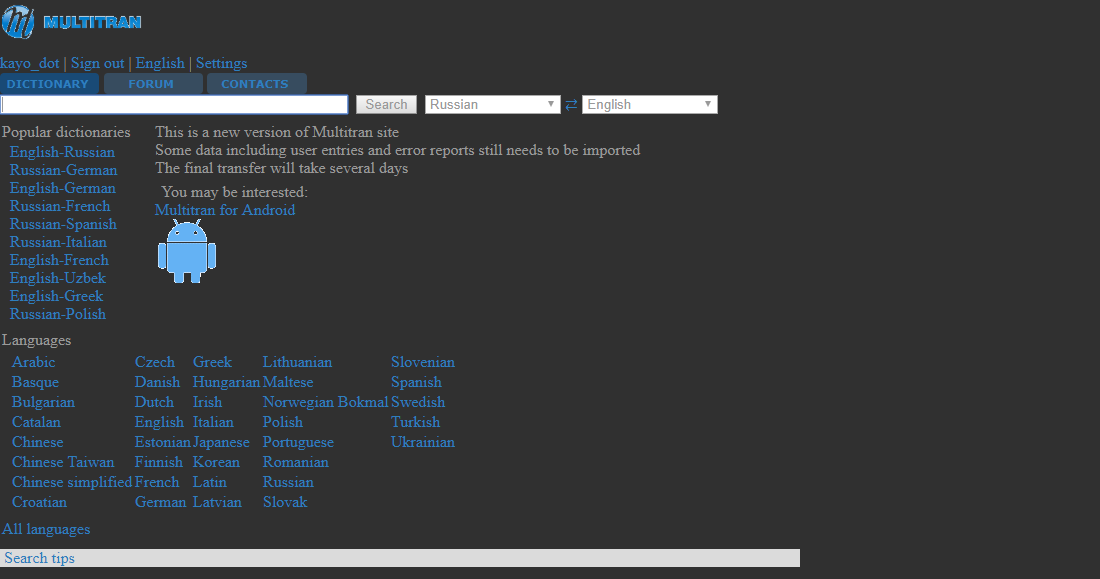 MULTITRAN
kayo_dot | Sign out | English | Settings
DICTIONARY FORUM CONTACTS
Search Russian ⇄ English
Popular dictionaries
English-Russian
Russian-German
English-German
Russian-French
Russian-Spanish
Russian-Italian
English-French
English-Uzbek
English-Greek
Russian-Polish
This is a new version of Multitran site
Some data including user entries and error reports still needs to be imported
The final transfer will take several days
You may be interested:
Multitran for Android
Languages
Arabic Czech Greek Lithuanian Slovenian
Basque Danish Hungarian Maltese Spanish
Bulgarian Dutch Irish Norwegian Bokmal Swedish
Catalan English Italian Polish Turkish
Chinese Estonian Japanese Portuguese Ukrainian
Chinese Taiwan Finnish Korean Romanian
Chinese simplified French Latin Russian
Croatian German Latvian Slovak
All languages
Search tips